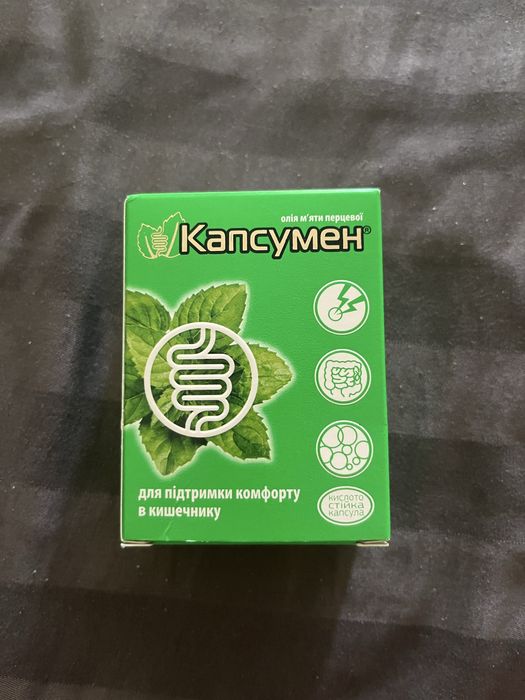 олія м'яти перцевої
Капсумен®
для підтримки комфорту
в кишечнику
кислото
стійка
капсула